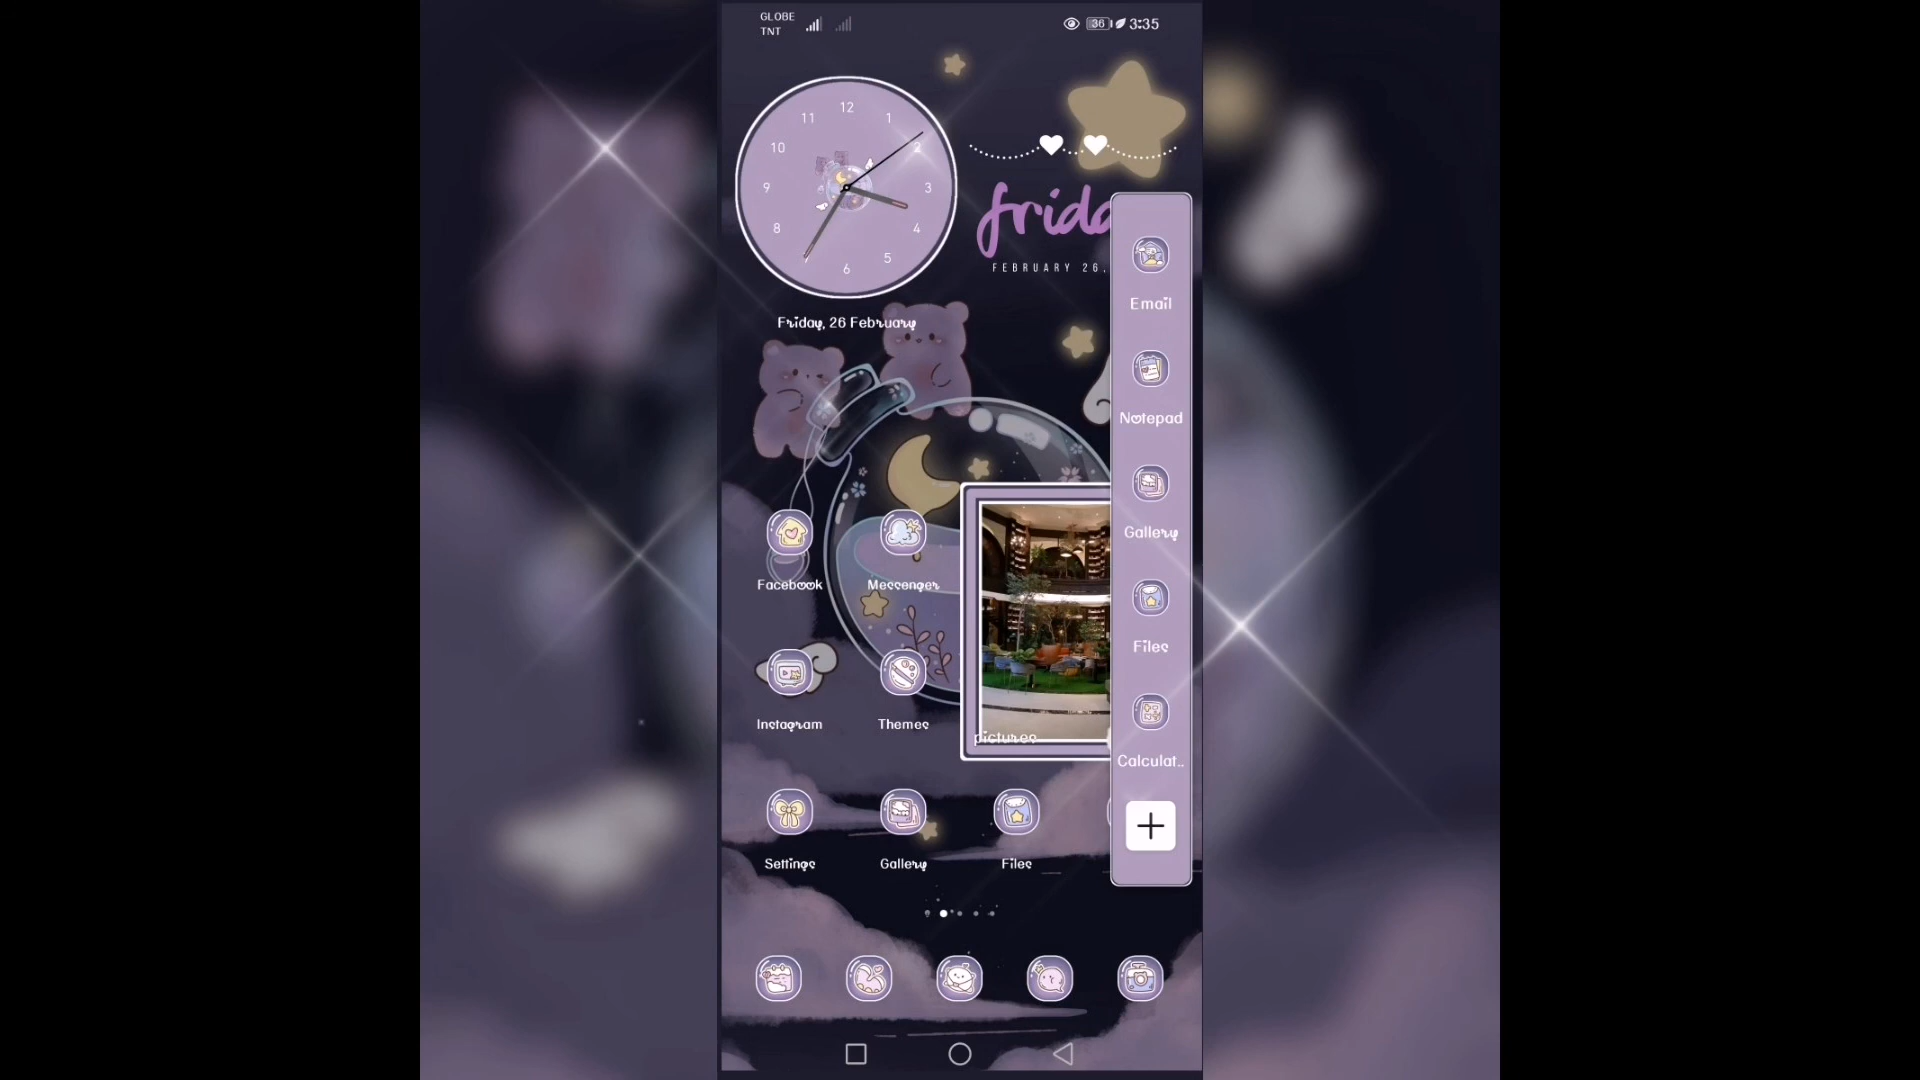 GLOBE
TNT
36
3:35
12
11
1
10
2
9
3
8
4
7
5
6
frida
FEBRUARY 26,
Friday, 26 February
Email
Notepad
Gallery
Files
Calculat..
Facebook
Messenger
Instagram
Themes
pictures
Settings
Gallery
Files